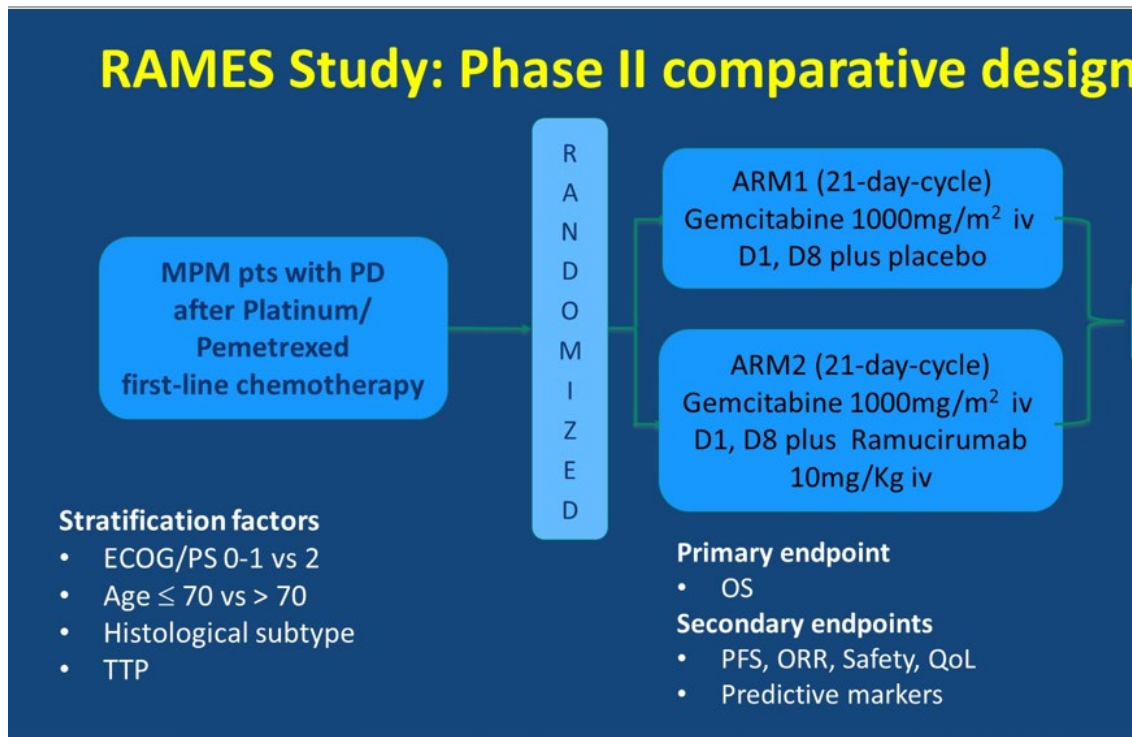 RAMES Study: Phase II comparative design
MPM pts with PD
after Platinum/
Pemetrexed
first-line chemotherapy
R
A
N
D
O
M
I
Z
E
D
ARM1 (21-day-cycle)
Gemcitabine 1000mg/m² iv
D1, D8 plus placebo
ARM2 (21-day-cycle)
Gemcitabine 1000mg/m² iv
D1, D8 plus Ramucirumab
10mg/Kg iv
Stratification factors
• ECOG/PS 0-1 vs 2
• Age ≤ 70 vs > 70
• Histological subtype
• TTP
Primary endpoint
• OS
Secondary endpoints
• PFS, ORR, Safety, QoL
• Predictive markers